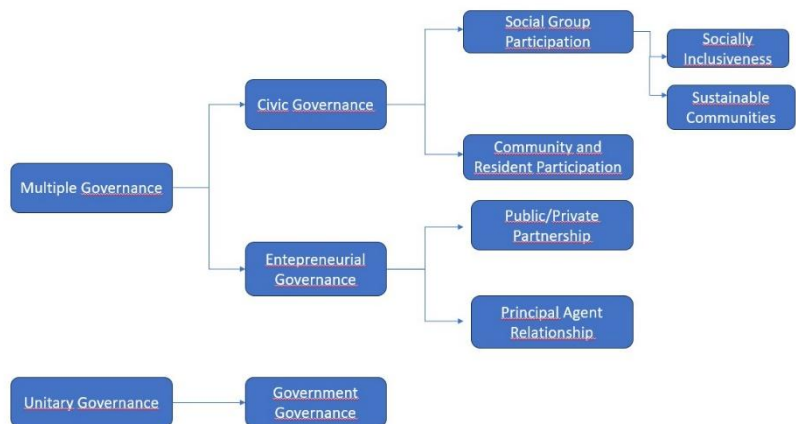 Social Group
Participation
Socially
Inclusiveness
Civic Governance
Sustainable
Communities
Community and
Resident Participation
Multiple Governance
Public/Private
Partnership
Entepreneurial
Governance
Principal Agent
Relationship
Unitary Governance
Government
Governance